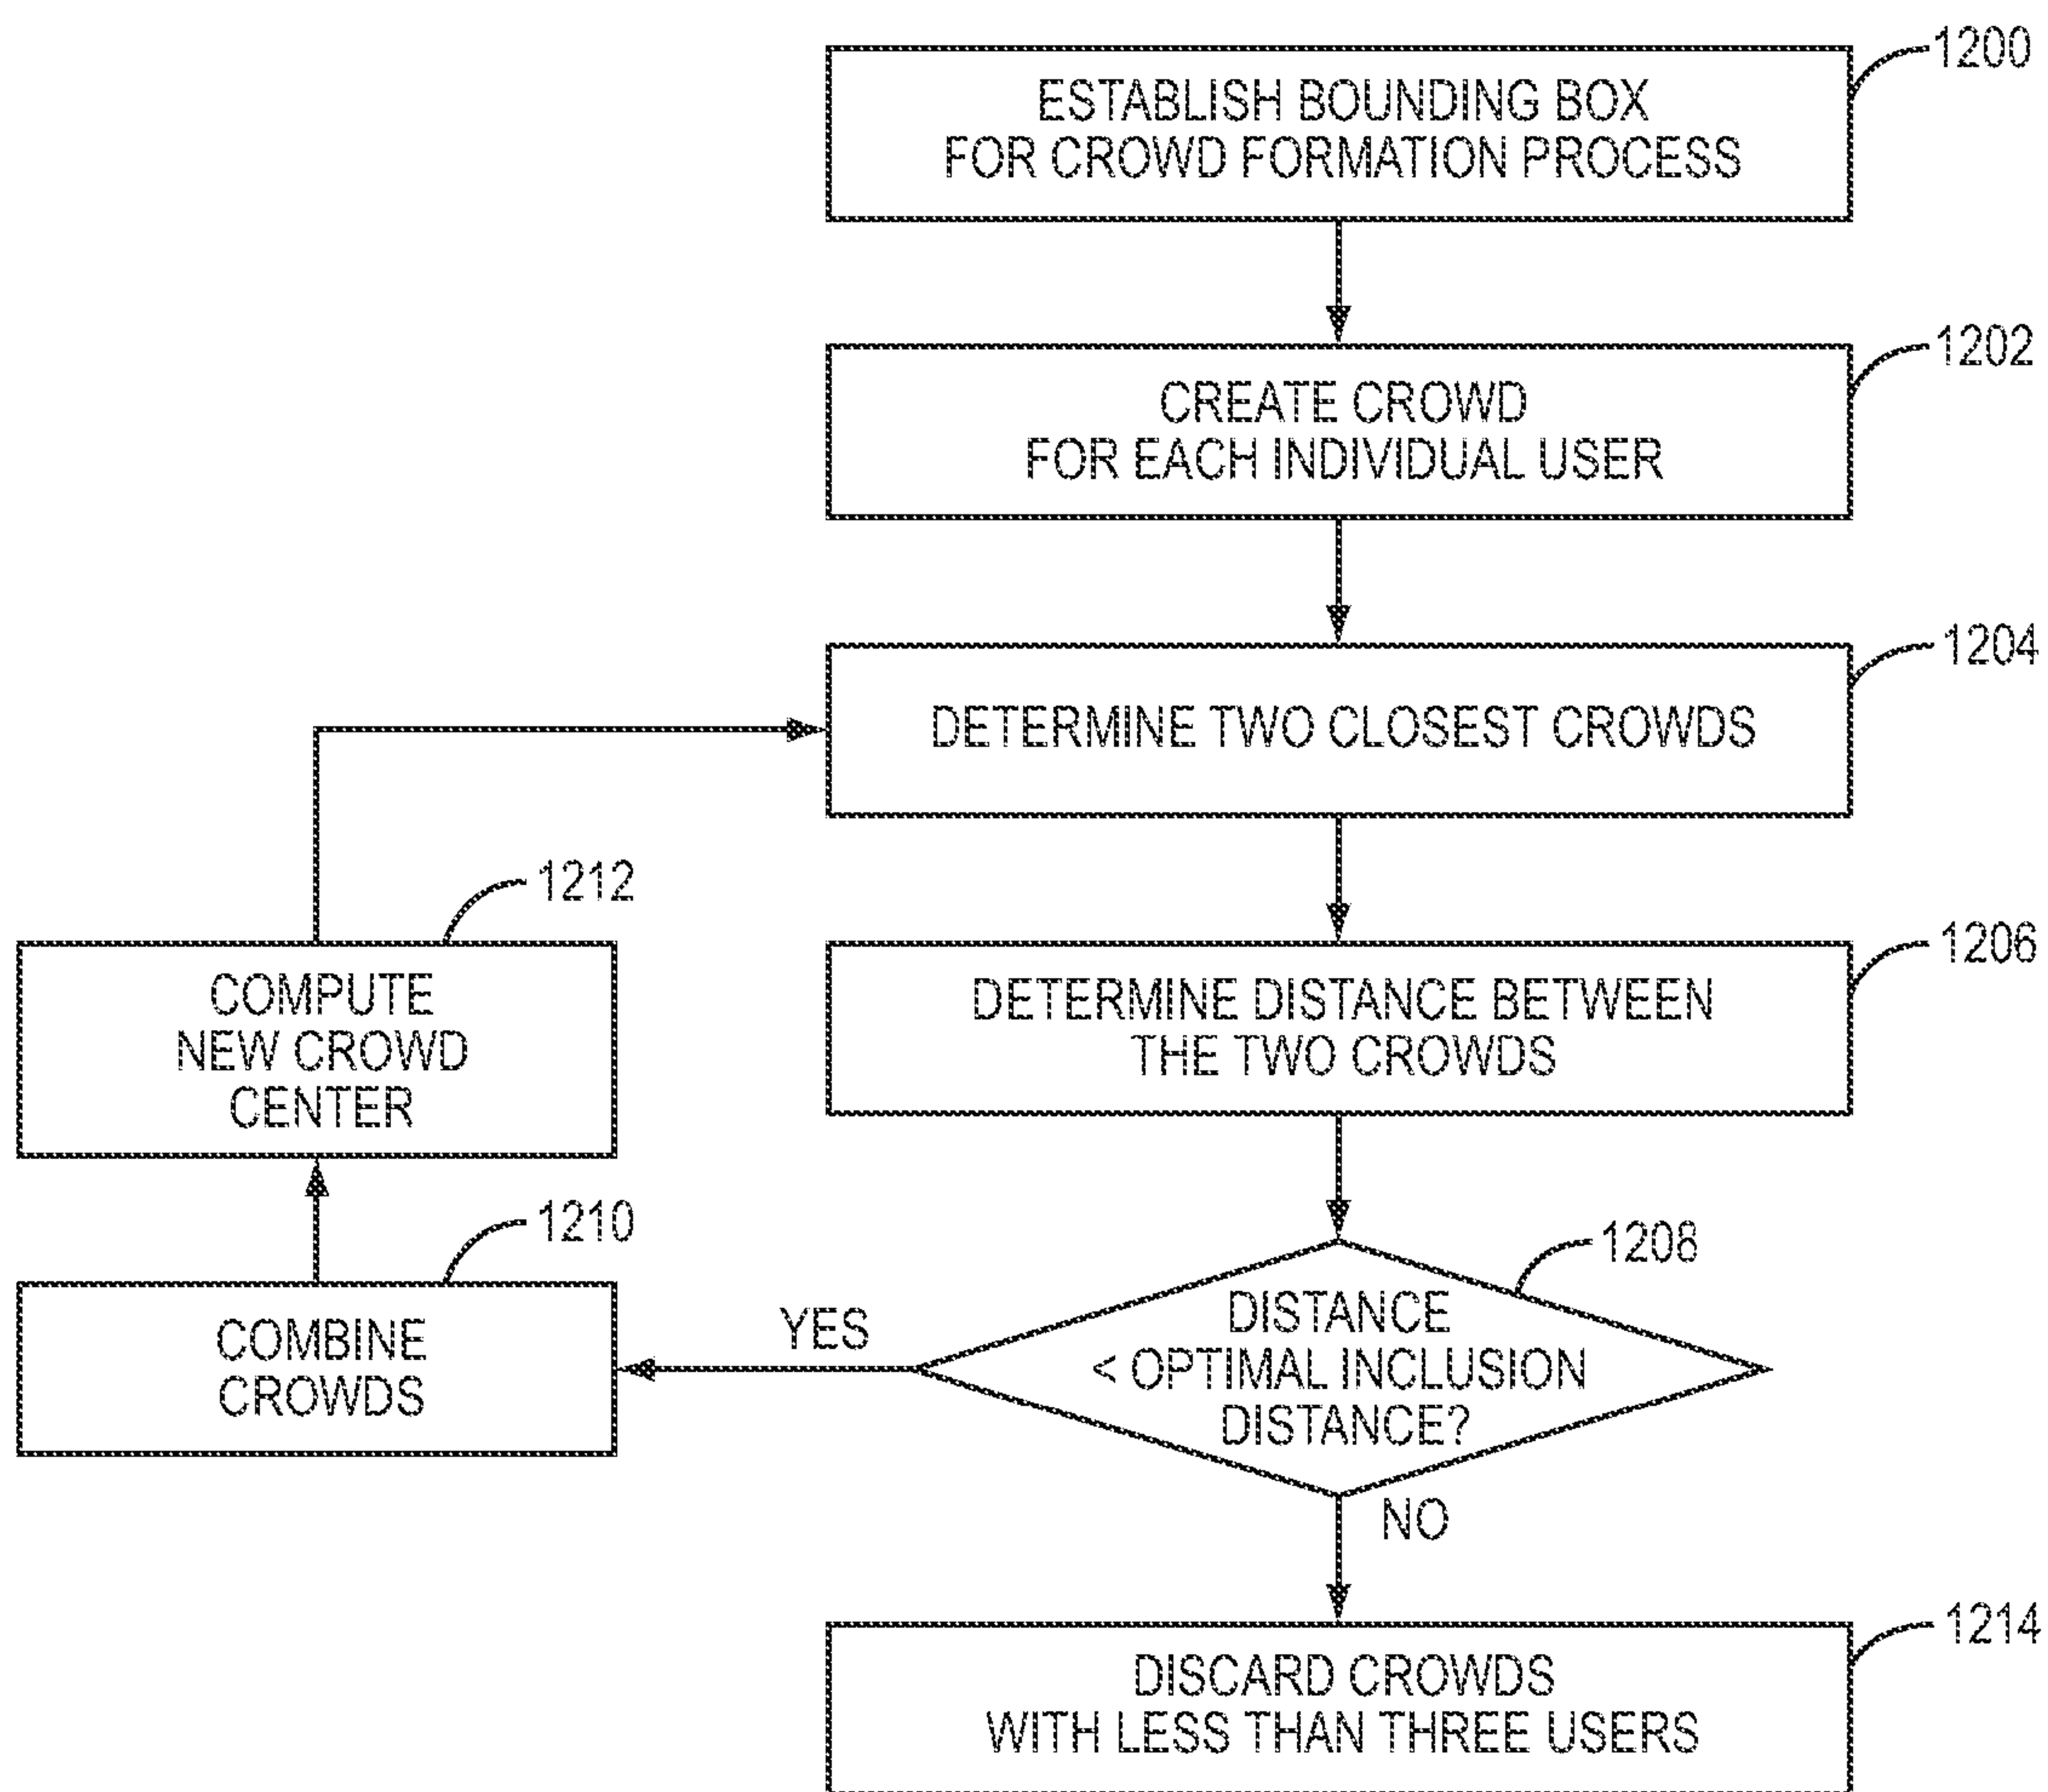 1200
ESTABLISH BOUNDING BOX
FOR CROWD FORMATION PROCESS
1202
CREATE CROWD
FOR EACH INDIVIDUAL USER
1204
DETERMINE TWO CLOSEST CROWDS
1206
DETERMINE DISTANCE BETWEEN
THE TWO CROWDS
1208
DISTANCE
< OPTIMAL INCLUSION
DISTANCE?
YES
1210
COMBINE
CROWDS
1212
COMPUTE
NEW CROWD
CENTER
NO
1214
DISCARD CROWDS
WITH LESS THAN THREE USERS